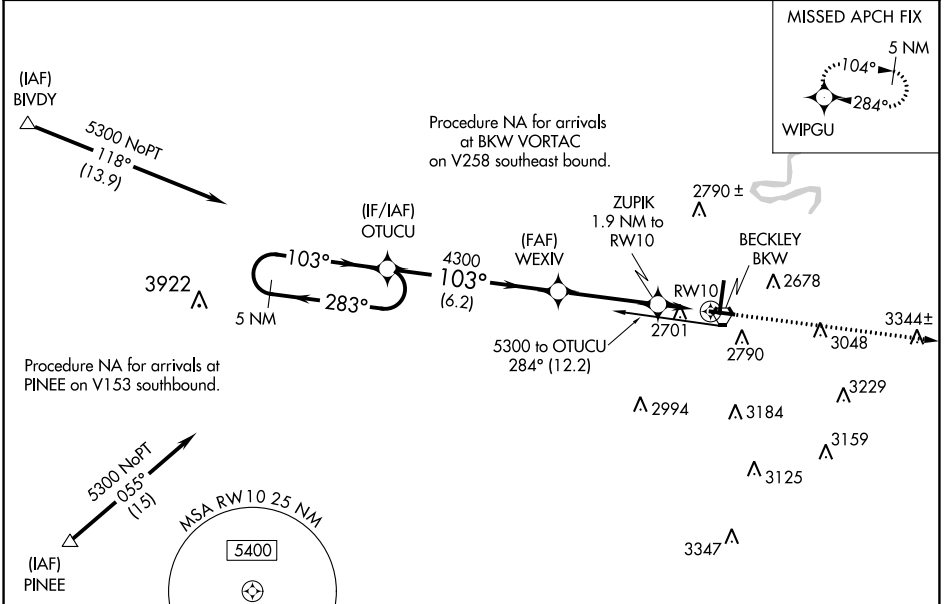 MISSED APCH FIX
5 NM
104°
284°
WIPGU
(IAF)
BIVDY
5300 NoPT
118°
(13.9)
Procedure NA for arrivals
at BKW VORTAC
on V258 southeast bound.
2790 ±
(IF/IAF)
OTUCU
ZUPIK
1.9 NM to
RW10
(FAF)
WEXIV
BECKLEY
BKW
103°
4300
103°
(6.2)
2678
3922
283°
5 NM
RW10
2701
3344±
3048
2790
5300 to OTUCU
284° (12.2)
Procedure NA for arrivals at
PINEE on V153 southbound.
3229
2994
3184
3159
3125
5300 NoPT
055°
(15)
MSA RW10 25 NM
5400
3347
(IAF)
PINEE